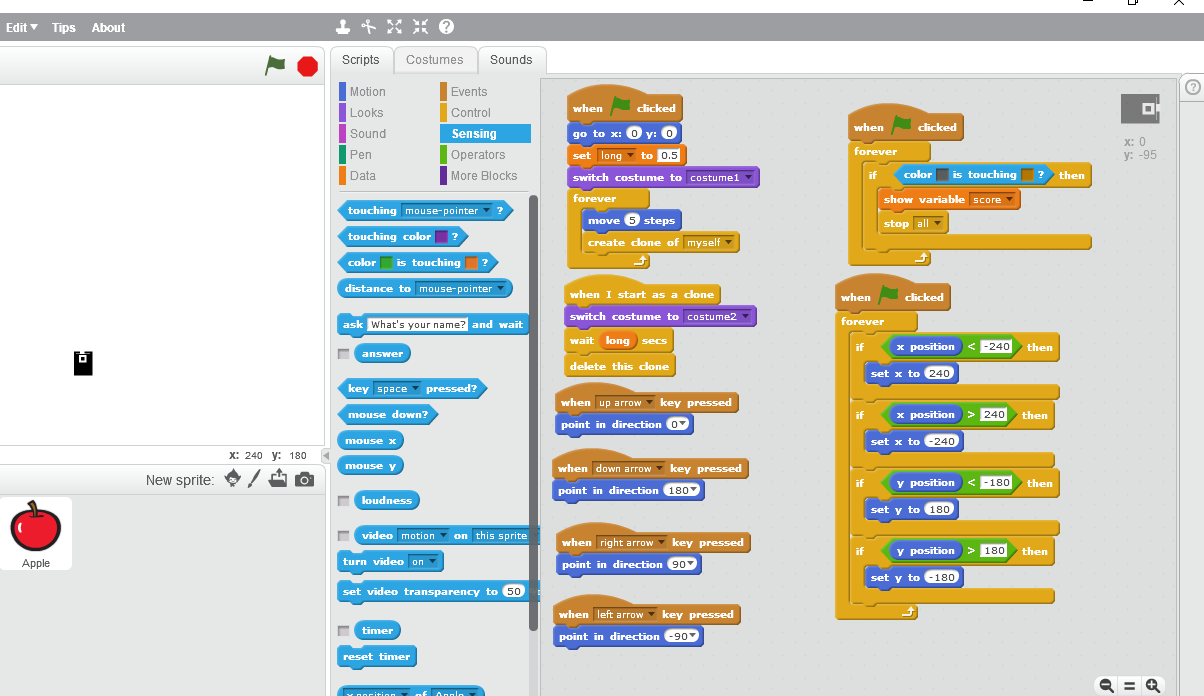 Edit ▾ Tips About
Scripts Costumes Sounds
Motion Events
Looks Control
Sound Sensing
Pen Operators
Data More Blocks
touching mouse-pointer ?
touching color ?
color is touching ?
distance to mouse-pointer
ask What's your name? and wait
answer
key space pressed?
mouse down?
mouse x
mouse y
loudness
video motion on this sprite
turn video on
set video transparency to 50
timer
reset timer
x position of Apple
x: 240 y: 180
New sprite:
Apple
when clicked
go to x: 0 y: 0
set long to 0.5
switch costume to costume1
forever
move 5 steps
create clone of myself
when I start as a clone
switch costume to costume2
wait long secs
delete this clone
when up arrow key pressed
point in direction 0
when down arrow key pressed
point in direction 180
when right arrow key pressed
point in direction 90
when left arrow key pressed
point in direction -90
when clicked
forever
if color is touching ? then
show variable score
stop all
when clicked
forever
if x position < -240 then
set x to 240
if x position > 240 then
set x to -240
if y position < -180 then
set y to 180
if y position > 180 then
set y to -180
x: 0
y: -95